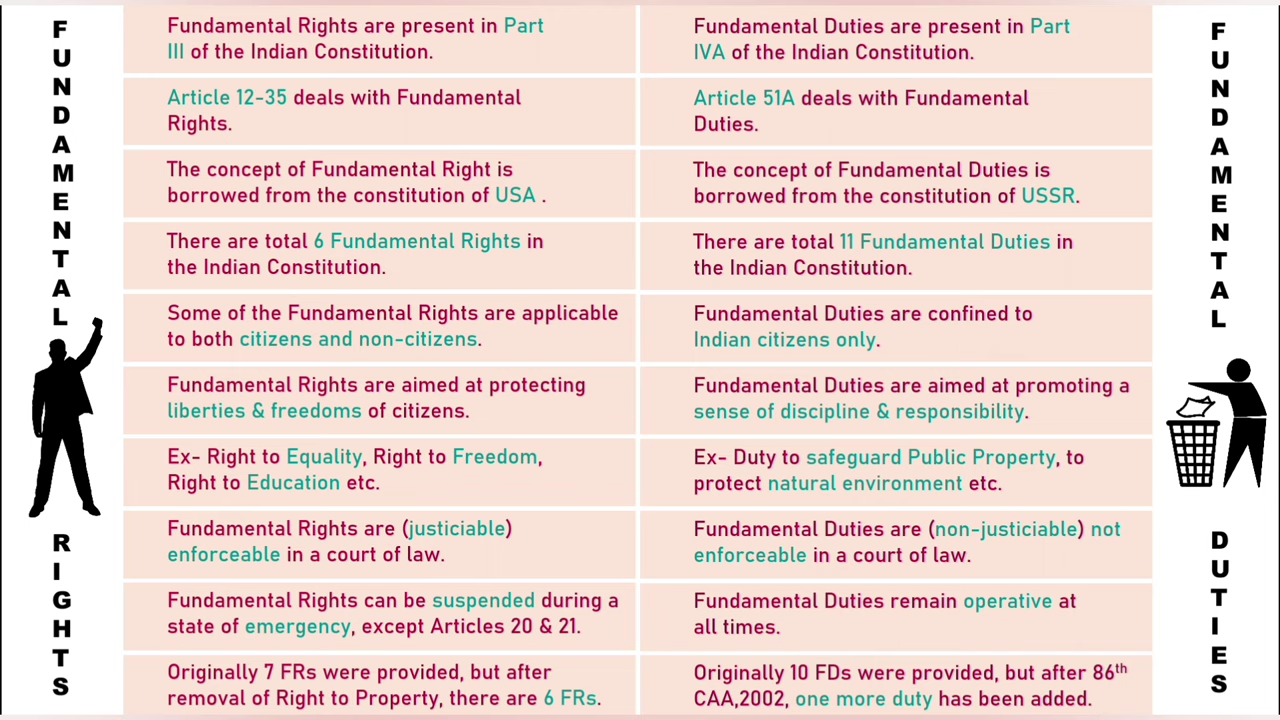 FUNDAMENTAL
RIGHTS
Fundamental Rights are present in Part
III of the Indian Constitution.
Fundamental Duties are present in Part
IVA of the Indian Constitution.
Article 12-35 deals with Fundamental
Rights.
Article 51A deals with Fundamental
Duties.
The concept of Fundamental Right is
borrowed from the constitution of USA .
The concept of Fundamental Duties is
borrowed from the constitution of USSR.
There are total 6 Fundamental Rights in
the Indian Constitution.
There are total 11 Fundamental Duties in
the Indian Constitution.
Some of the Fundamental Rights are applicable
to both citizens and non-citizens.
Fundamental Duties are confined to
Indian citizens only.
Fundamental Rights are aimed at protecting
liberties & freedoms of citizens.
Fundamental Duties are aimed at promoting a
sense of discipline & responsibility.
Ex- Right to Equality, Right to Freedom,
Right to Education etc.
Ex- Duty to safeguard Public Property, to
protect natural environment etc.
Fundamental Rights are (justiciable)
enforceable in a court of law.
Fundamental Duties are (non-justiciable) not
enforceable in a court of law.
Fundamental Rights can be suspended during a
state of emergency, except Articles 20 & 21.
Fundamental Duties remain operative at
all times.
Originally 7 FRs were provided, but after
removal of Right to Property, there are 6 FRs.
Originally 10 FDs were provided, but after 86th
CAA,2002, one more duty has been added.
FUNDAMENTAL
DUTIES